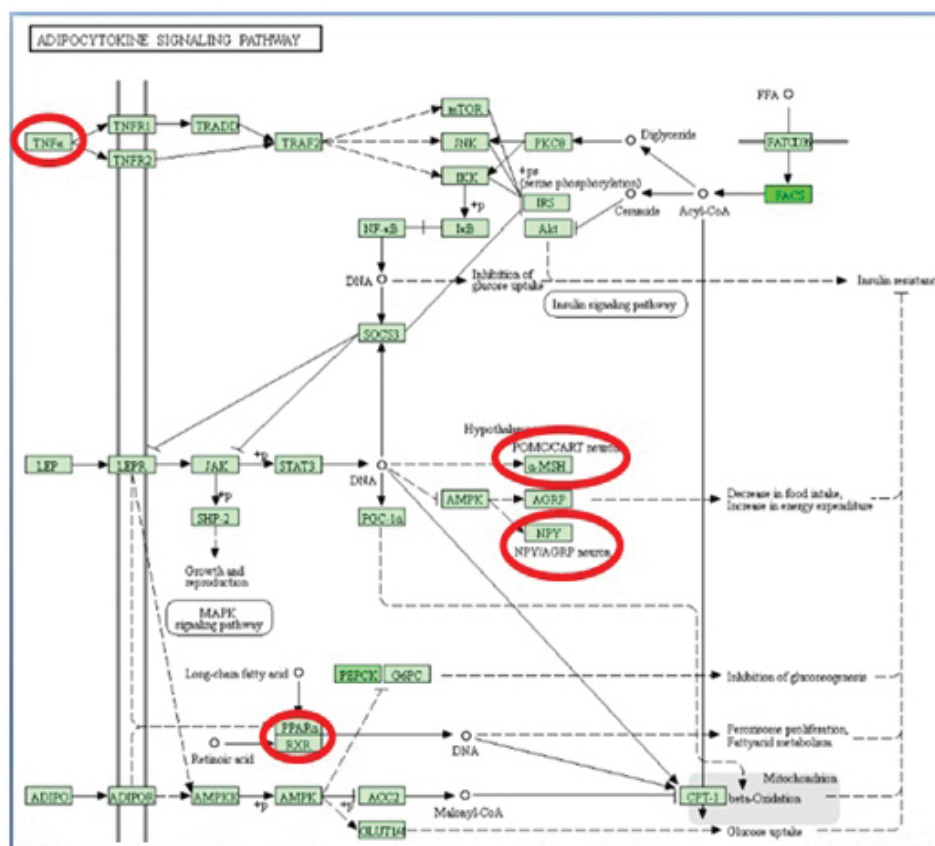 ADIPOCYTOKINE SIGNALING PATHWAY
FFA
TNFα
TNFR1
TRADD
TNFR2
TRAF2
mTOR
JNK
IKK
PKCθ
Diglyceride
FACS
+ps
(serine phosphorylation)
IRS
Ceramide
Acyl-CoA
+p
NF-κB
IκB
Akt
DNA
Inhibition of
glucose uptake
Insulin signaling pathway
Insulin resistanc
SOCS3
LEP
LEPR
JAK
+p
STAT3
DNA
+p
SHP-2
PGC-1α
POMC/CART neuron
α-MSH
AMPK
AGRP
NPY
NPY/AGRP neuron
Decrease in food intake,
Increase in energy expenditure
Growth and
reproduction
MAPK
signaling pathway
Long-chain fatty acid
PEPCK
G6PC
Inhibition of gluconeogenesis
PPARα
RXR
Retinoic acid
DNA
Peroxisome proliferation,
Fattyacid metabolism
Mitochondrion
ADIPO
ADIPOR
AMPKK
+p
AMPK
+p
ACC2
Malonyl-CoA
CPT-1
beta-Oxidation
GLUT1/4
Glucose uptake